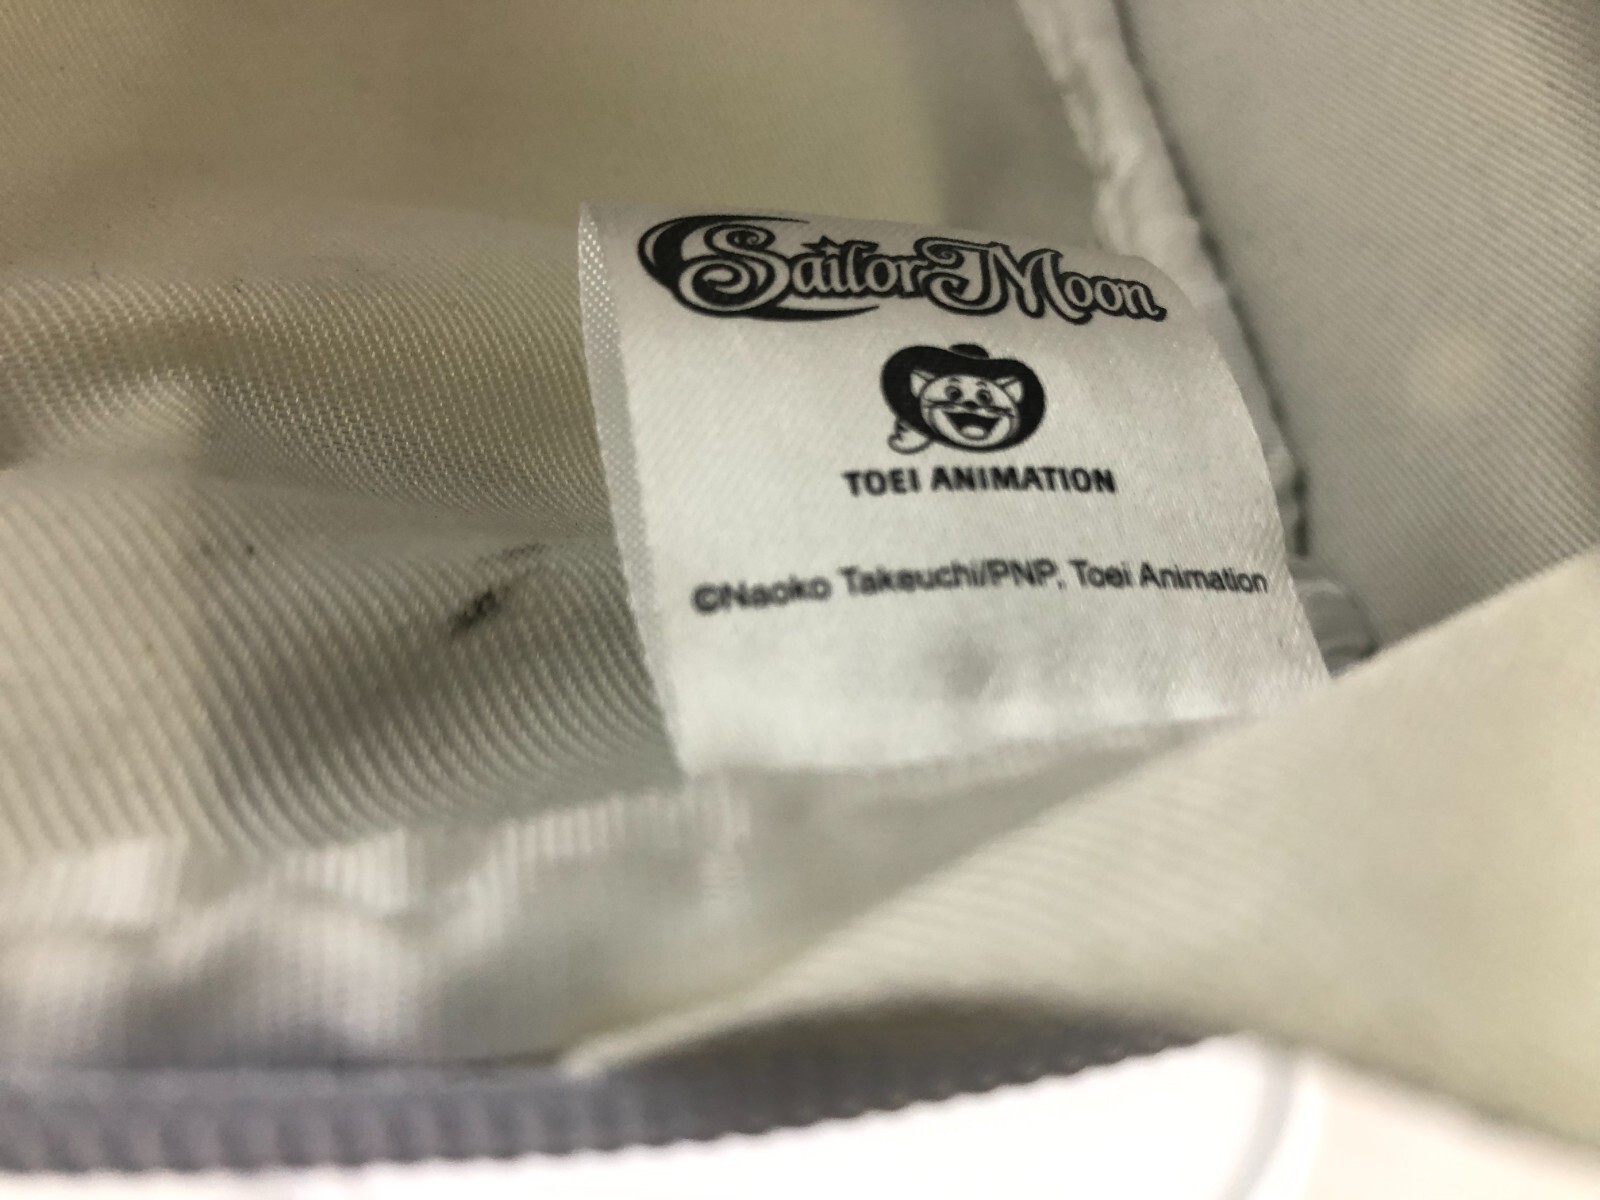 Sailor Moon
TOEI ANIMATION
©Naoko Takeuchi/PNP, Toei Animation